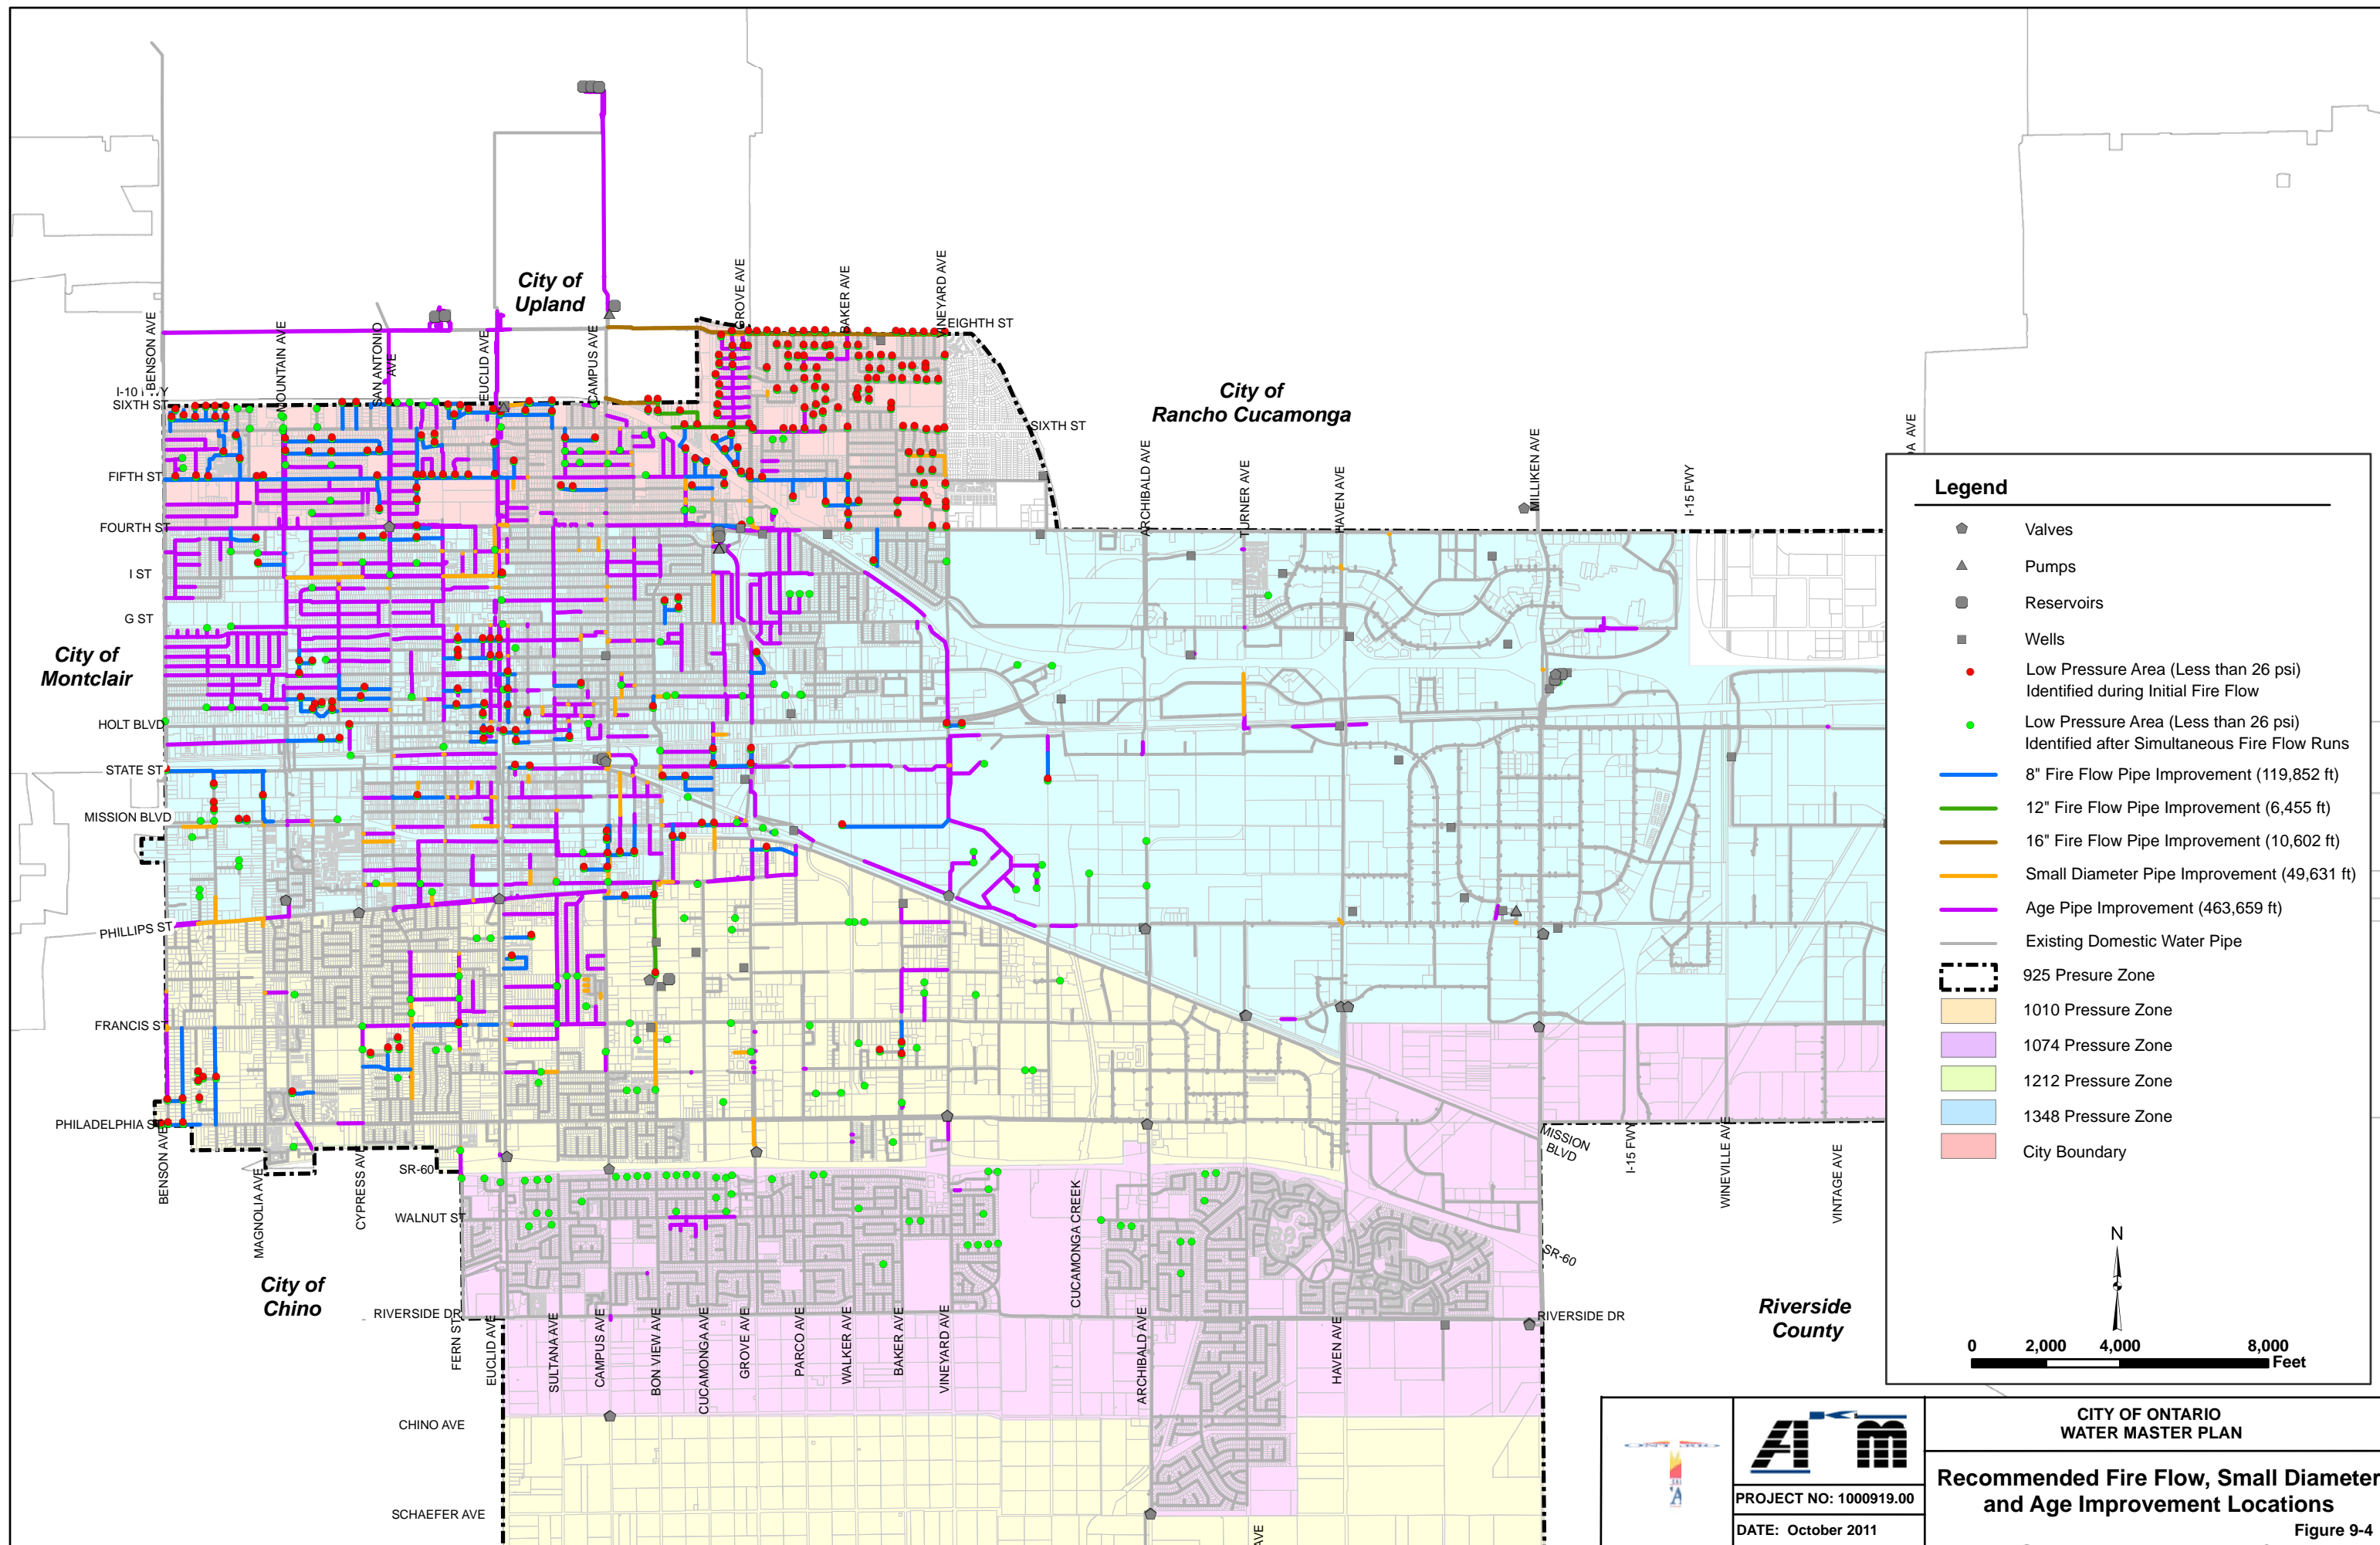 City of
Upland
GROVE AVE
BAKER AVE
VINEYARD AVE
EIGHTH ST
BENSON AVE
MOUNTAIN AVE
SAN ANTONIO
AVE
EUCLID AVE
CAMPUS AVE
SIXTH ST
City of
Rancho Cucamonga
SIXTH ST
FIFTH ST
FOURTH ST
I ST
G ST
City of
Montclair
HOLT BLVD
STATE ST
MISSION BLVD
PHILLIPS ST
FRANCIS ST
PHILADELPHIA S
ARCHIBALD AVE
TURNER AVE
HAVEN AVE
MILLIKEN AVE
I-15 FWY
BENSON AVE
MAGNOLIA AVE
CYPRESS AVE
SR-60
WALNUT ST
City of
Chino
RIVERSIDE DR
FERN ST
EUCLID AVE
SULTANA AVE
CAMPUS AVE
BON VIEW AVE
CUCAMONGA AVE
GROVE AVE
PARCO AVE
WALKER AVE
BAKER AVE
VINEYARD AVE
CUCAMONGA CREEK
ARCHIBALD AVE
HAVEN AVE
MISSION
BLVD
I-15 FWY
WINEVILLE AVE
VINTAGE AVE
SR-60
RIVERSIDE DR
Riverside
County
CHINO AVE
SCHAEFER AVE
AVE
Legend
Valves
Pumps
Reservoirs
Wells
Low Pressure Area (Less than 26 psi)
Identified during Initial Fire Flow
Low Pressure Area (Less than 26 psi)
Identified after Simultaneous Fire Flow Runs
8" Fire Flow Pipe Improvement (119,852 ft)
12" Fire Flow Pipe Improvement (6,455 ft)
16" Fire Flow Pipe Improvement (10,602 ft)
Small Diameter Pipe Improvement (49,631 ft)
Age Pipe Improvement (463,659 ft)
Existing Domestic Water Pipe
925 Presure Zone
1010 Pressure Zone
1074 Pressure Zone
1212 Pressure Zone
1348 Pressure Zone
City Boundary
N
0 2,000 4,000 8,000
Feet
ONTARIO
PROJECT NO: 1000919.00
DATE: October 2011
CITY OF ONTARIO
WATER MASTER PLAN
Recommended Fire Flow, Small Diameter
and Age Improvement Locations
Figure 9-4